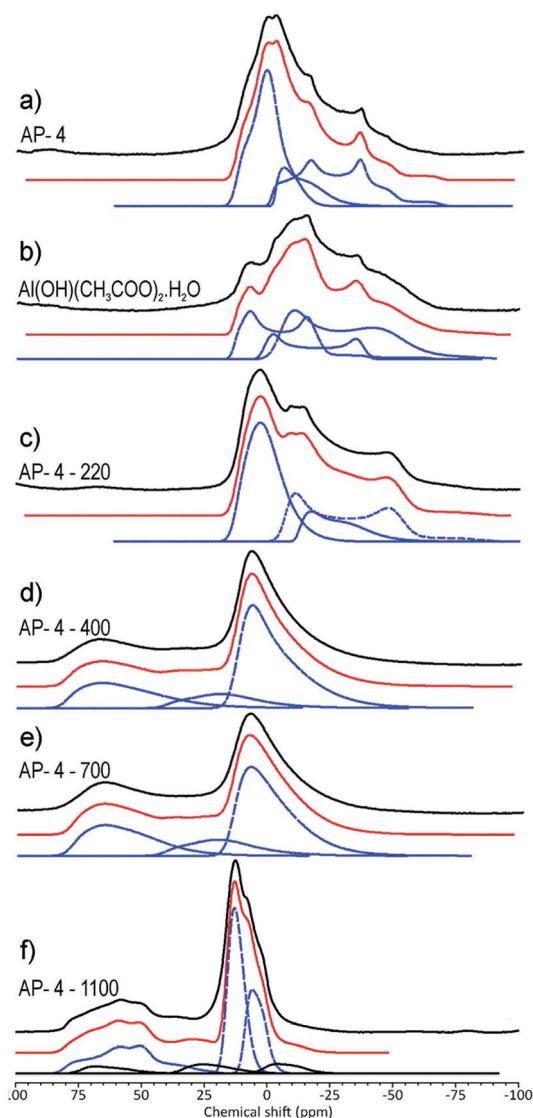 a)
AP- 4
b)
Al(OH)(CH₃COO)₂.H₂O
c)
AP- 4 - 220
d)
AP- 4 - 400
e)
AP- 4 - 700
f)
AP- 4 - 1100
.00 75 50 25 0 -25 -50 -75 -100
Chemical shift (ppm)